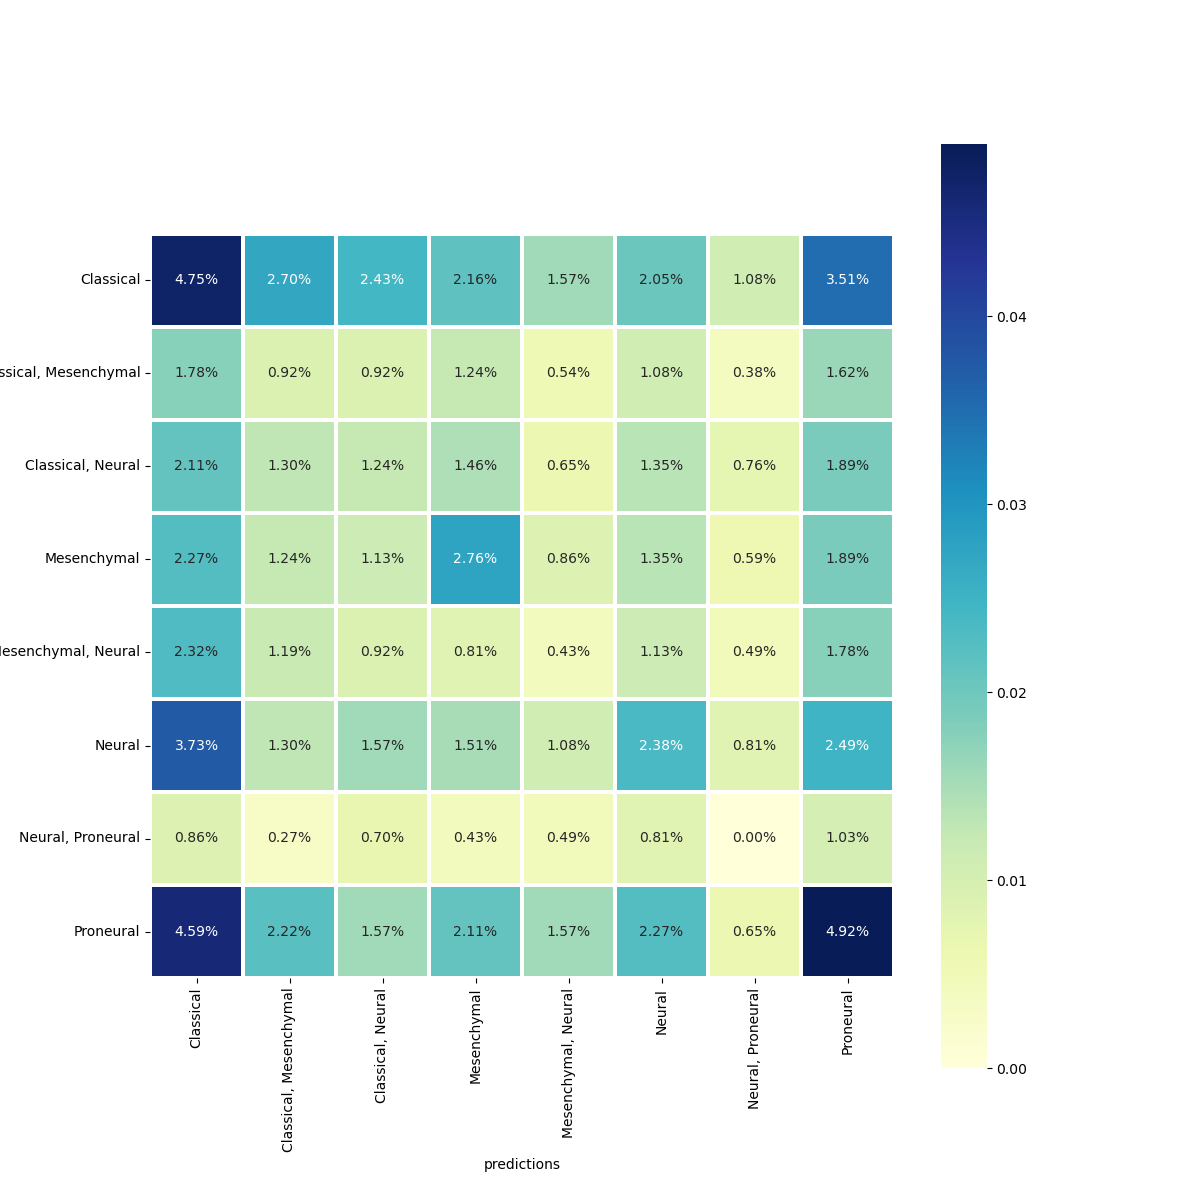 Classical 4.75% 2.70% 2.43% 2.16% 1.57% 2.05% 1.08% 3.51%
ssical, Mesenchymal 1.78% 0.92% 0.92% 1.24% 0.54% 1.08% 0.38% 1.62%
Classical, Neural 2.11% 1.30% 1.24% 1.46% 0.65% 1.35% 0.76% 1.89%
Mesenchymal 2.27% 1.24% 1.13% 2.76% 0.86% 1.35% 0.59% 1.89%
esenchymal, Neural 2.32% 1.19% 0.92% 0.81% 0.43% 1.13% 0.49% 1.78%
Neural 3.73% 1.30% 1.57% 1.51% 1.08% 2.38% 0.81% 2.49%
Neural, Proneural 0.86% 0.27% 0.70% 0.43% 0.49% 0.81% 0.00% 1.03%
Proneural 4.59% 2.22% 1.57% 2.11% 1.57% 2.27% 0.65% 4.92%
Classical
Classical, Mesenchymal
Classical, Neural
Mesenchymal
Mesenchymal, Neural
Neural
Neural, Proneural
Proneural
predictions
0.04
0.03
0.02
0.01
0.00